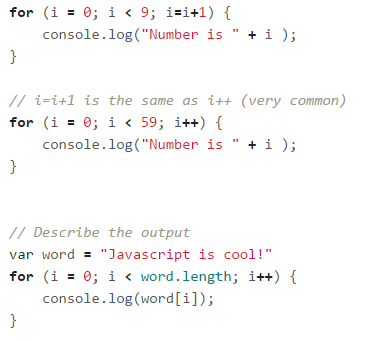 for (i = 0; i < 9; i=i+1) {
    console.log("Number is " + i );
}

// i=i+1 is the same as i++ (very common)
for (i = 0; i < 59; i++) {
    console.log("Number is " + i );
}


// Describe the output
var word = "Javascript is cool!"
for (i = 0; i < word.length; i++) {
    console.log(word[i]);
}